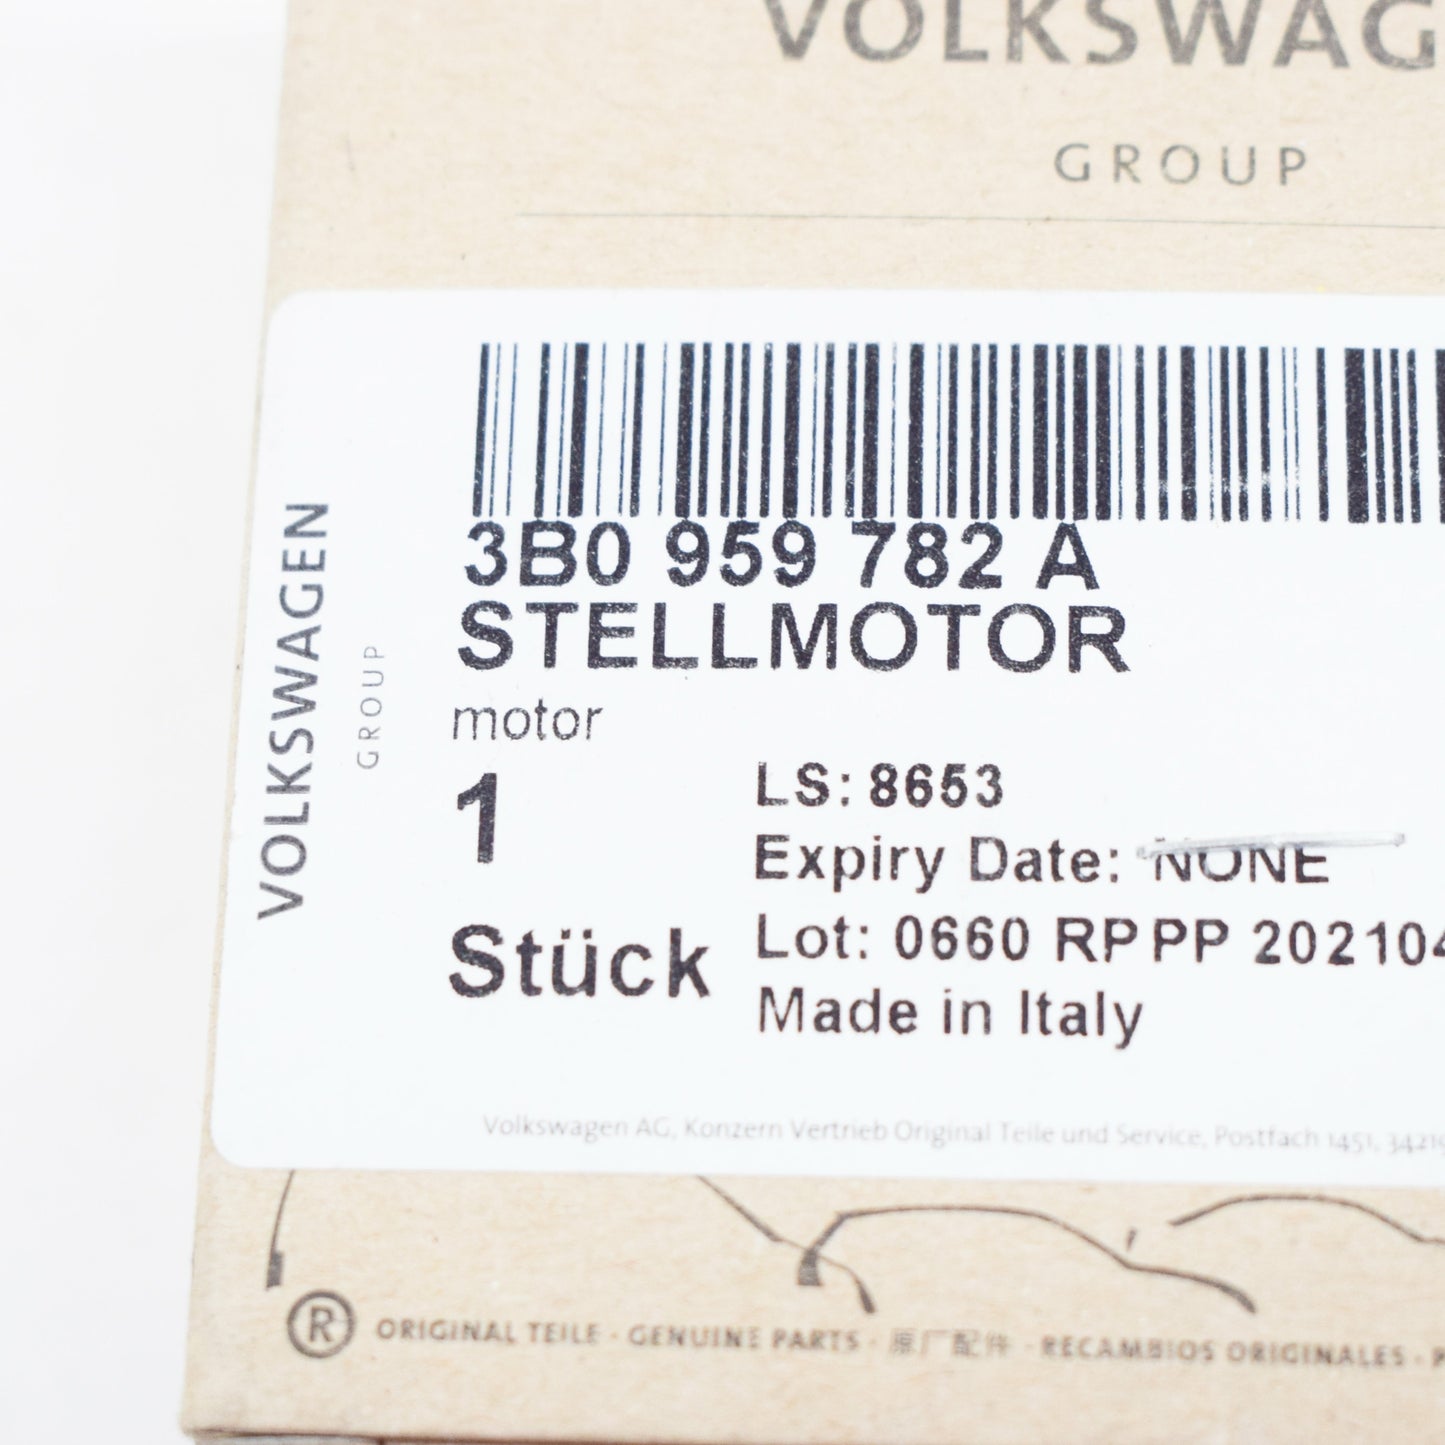 VOLKSWAG
GROUP
VOLKSWAGEN
GROUP
3B0 959 782 A
STELLMOTOR
motor
1
Stück
LS: 8653
Expiry Date: NONE
Lot: 0660 RPPP 202104
Made in Italy
Volkswagen AG, Konzern Vertrieb Original Teile und Service, Postfach 1451, 34219
® ORIGINAL TEILE · GENUINE PARTS · 原厂配件 · RECAMBIOS ORIGINALES ·